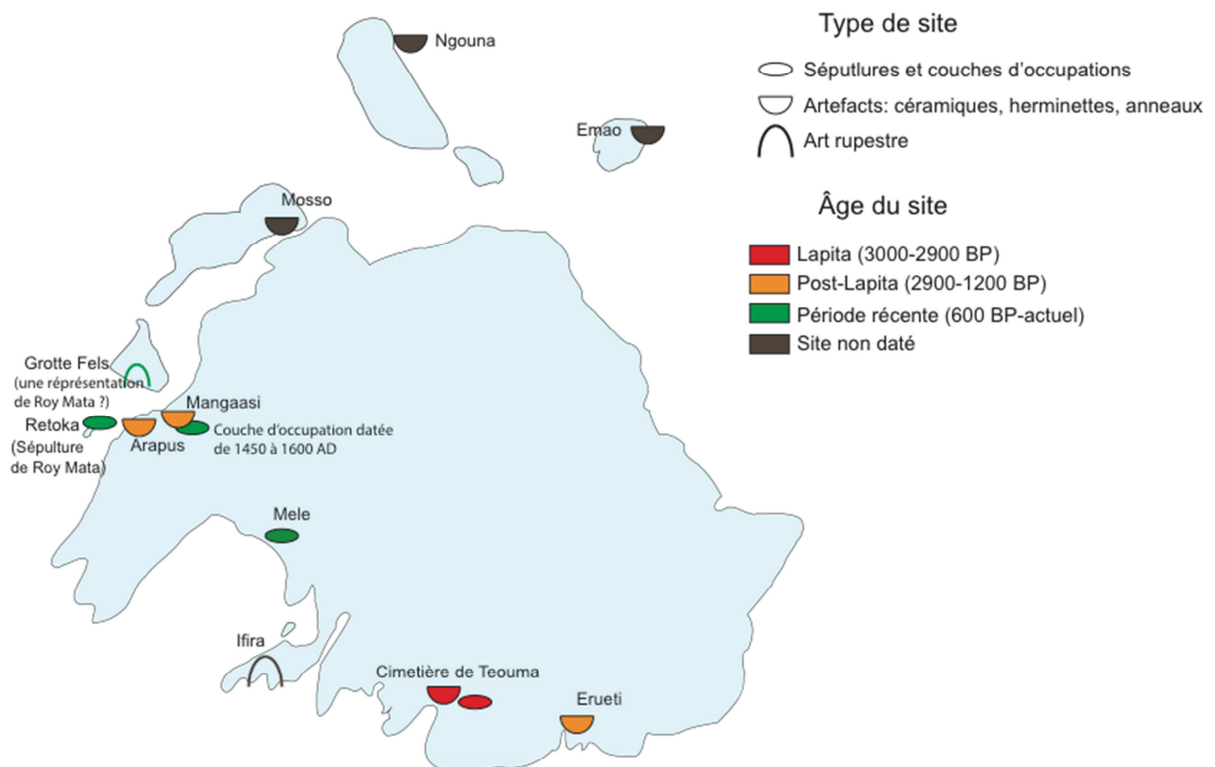 Ngouna
Emao
Mosso
Grotte Fels
(une réprésentation
de Roy Mata ?)
Retoka
(Sépulture
de Roy Mata)
Mangaasi
Arapus
Couche d'occupation datée
de 1450 à 1600 AD
Mele
Ifira
Cimetière de Teouma
Erueti
Type de site
Séputlures et couches d'occupations
Artefacts: céramiques, herminettes, anneaux
Art rupestre
Âge du site
Lapita (3000-2900 BP)
Post-Lapita (2900-1200 BP)
Période récente (600 BP-actuel)
Site non daté